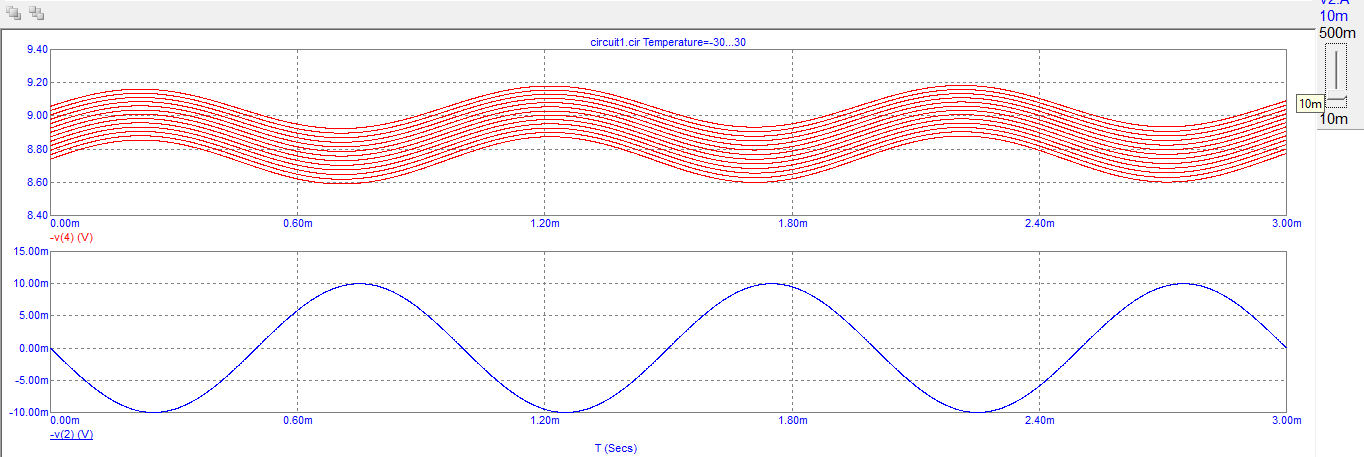 V2.A
10m
500m
10m
10m
circuit1.cir Temperature=-30...30
9.40
9.20
9.00
8.80
8.60
8.40
0.00m 0.60m 1.20m 1.80m 2.40m 3.00m
-v(4) (V)
15.00m
10.00m
5.00m
0.00m
-5.00m
-10.00m
0.00m 0.60m 1.20m 1.80m 2.40m 3.00m
-v(2) (V)
T (Secs)